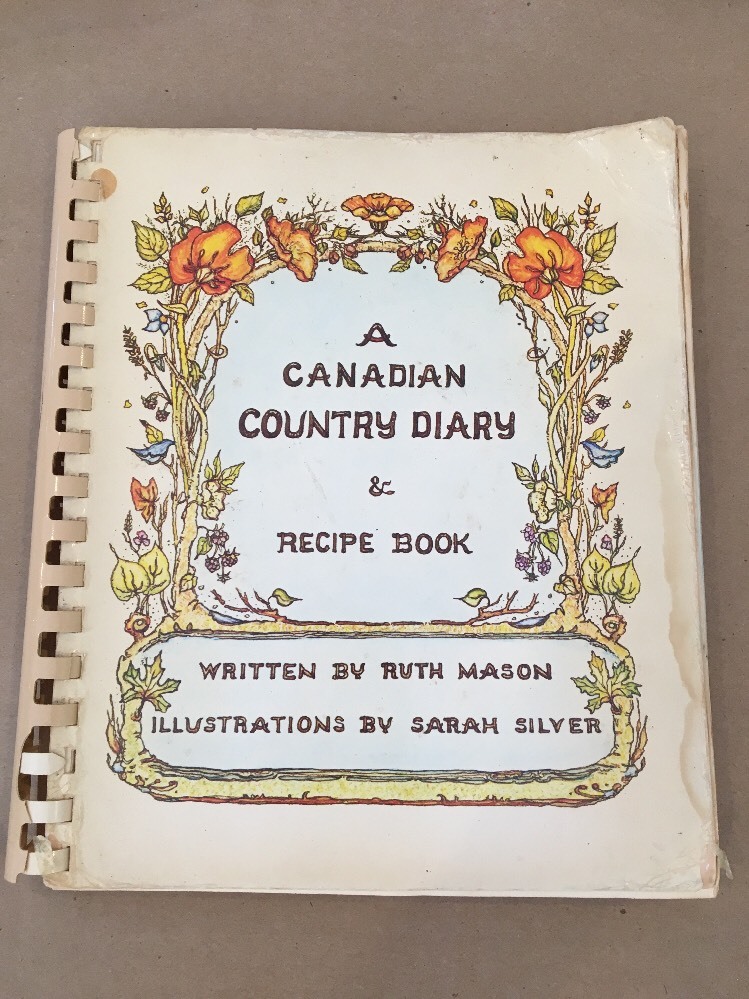 A
CANADIAN
COUNTRY DIARY
&
RECIPE BOOK
WRITTEN BY RUTH MASON
ILLUSTRATIONS BY SARAH SILVER